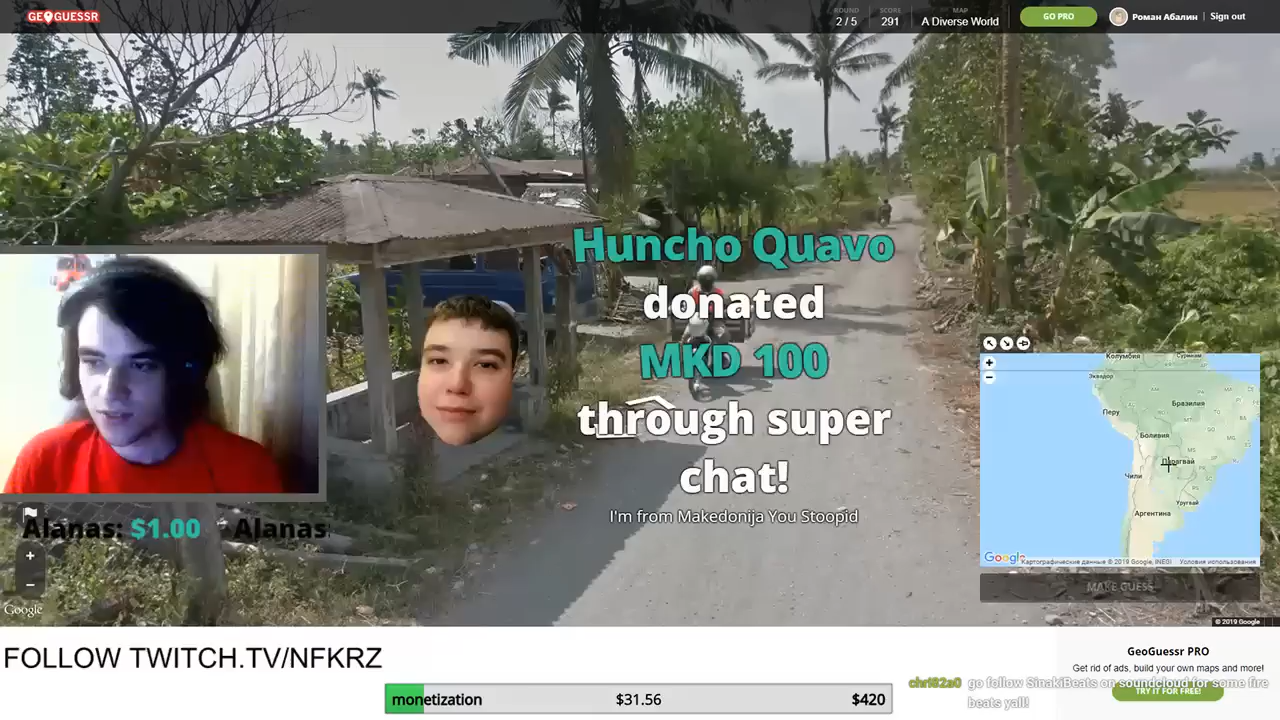 GEOGUESSR
ROUND
2 / 5
SCORE
291
MAP
A Diverse World
GO PRO
Роман Абалин
Sign out
Huncho Quavo
donated
MKD 100
through super
chat!
I'm from Makedonija You Stoopid
Alanas: $1.00
Alanas
Google
Колумбия
Суринам
Эквадор
AM
PA
Перу
Бразилия
Боливия
Парагвай
Чили
Уругвай
Аргентина
Google
Картографические данные © 2019 Google, INEGI
Условия использования
MAKE GUESS
© 2019 Google
FOLLOW TWITCH.TV/NFKRZ
monetization
$31.56
$420
GeoGuessr PRO
Get rid of ads, build your own maps and more!
TRY IT FOR FREE!
chri82a0 go follow SinakiBeats on soundcloud for some fire
beats yall!